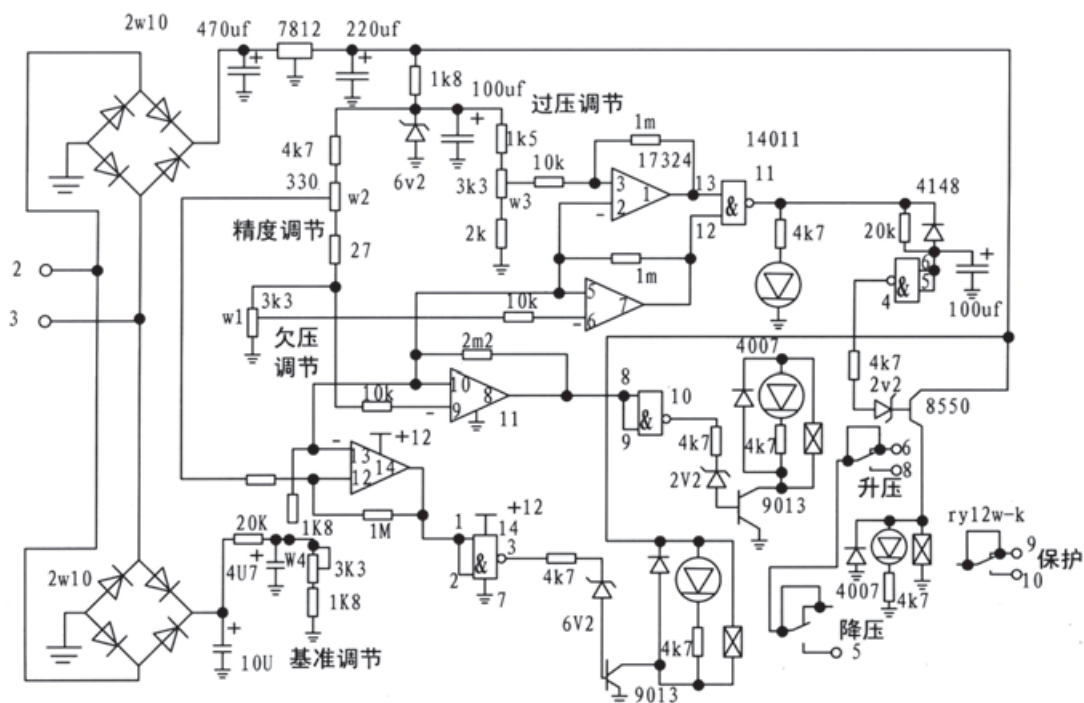 2w10
470uf
7812
220uf
+
+
1k8
100uf
+
过压调节
1k5
1m
14011
4k7
6v2
10k
17324
11
330
3k3
3
1
13
4148
w2
w3
2
&
精度调节
-
12
4k7
20k
2k
27
1m
+
6
&
5
2
4
100uf
3k3
5
10k
7
3
w1
6
-
欠压
调节
2m2
4007
4k7
10
8
2v2
10k
8
10
8550
9
-
11
&
9
4k7
4k7
6
-
+12
8
13
2V2
升压
14
12
9013
ry12w-k
+12
20K
1K8
1M
1
14
9
保护
3
&
10
+
W4
2w10
4U7
3K3
2
4k7
4007
4k7
7
1K8
6V2
降压
+
5
4k7
10U
基准调节
9013